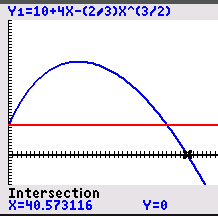 Y1=10+4X-(2/3)X^(3/2)
Intersection
X=40.573116 Y=0